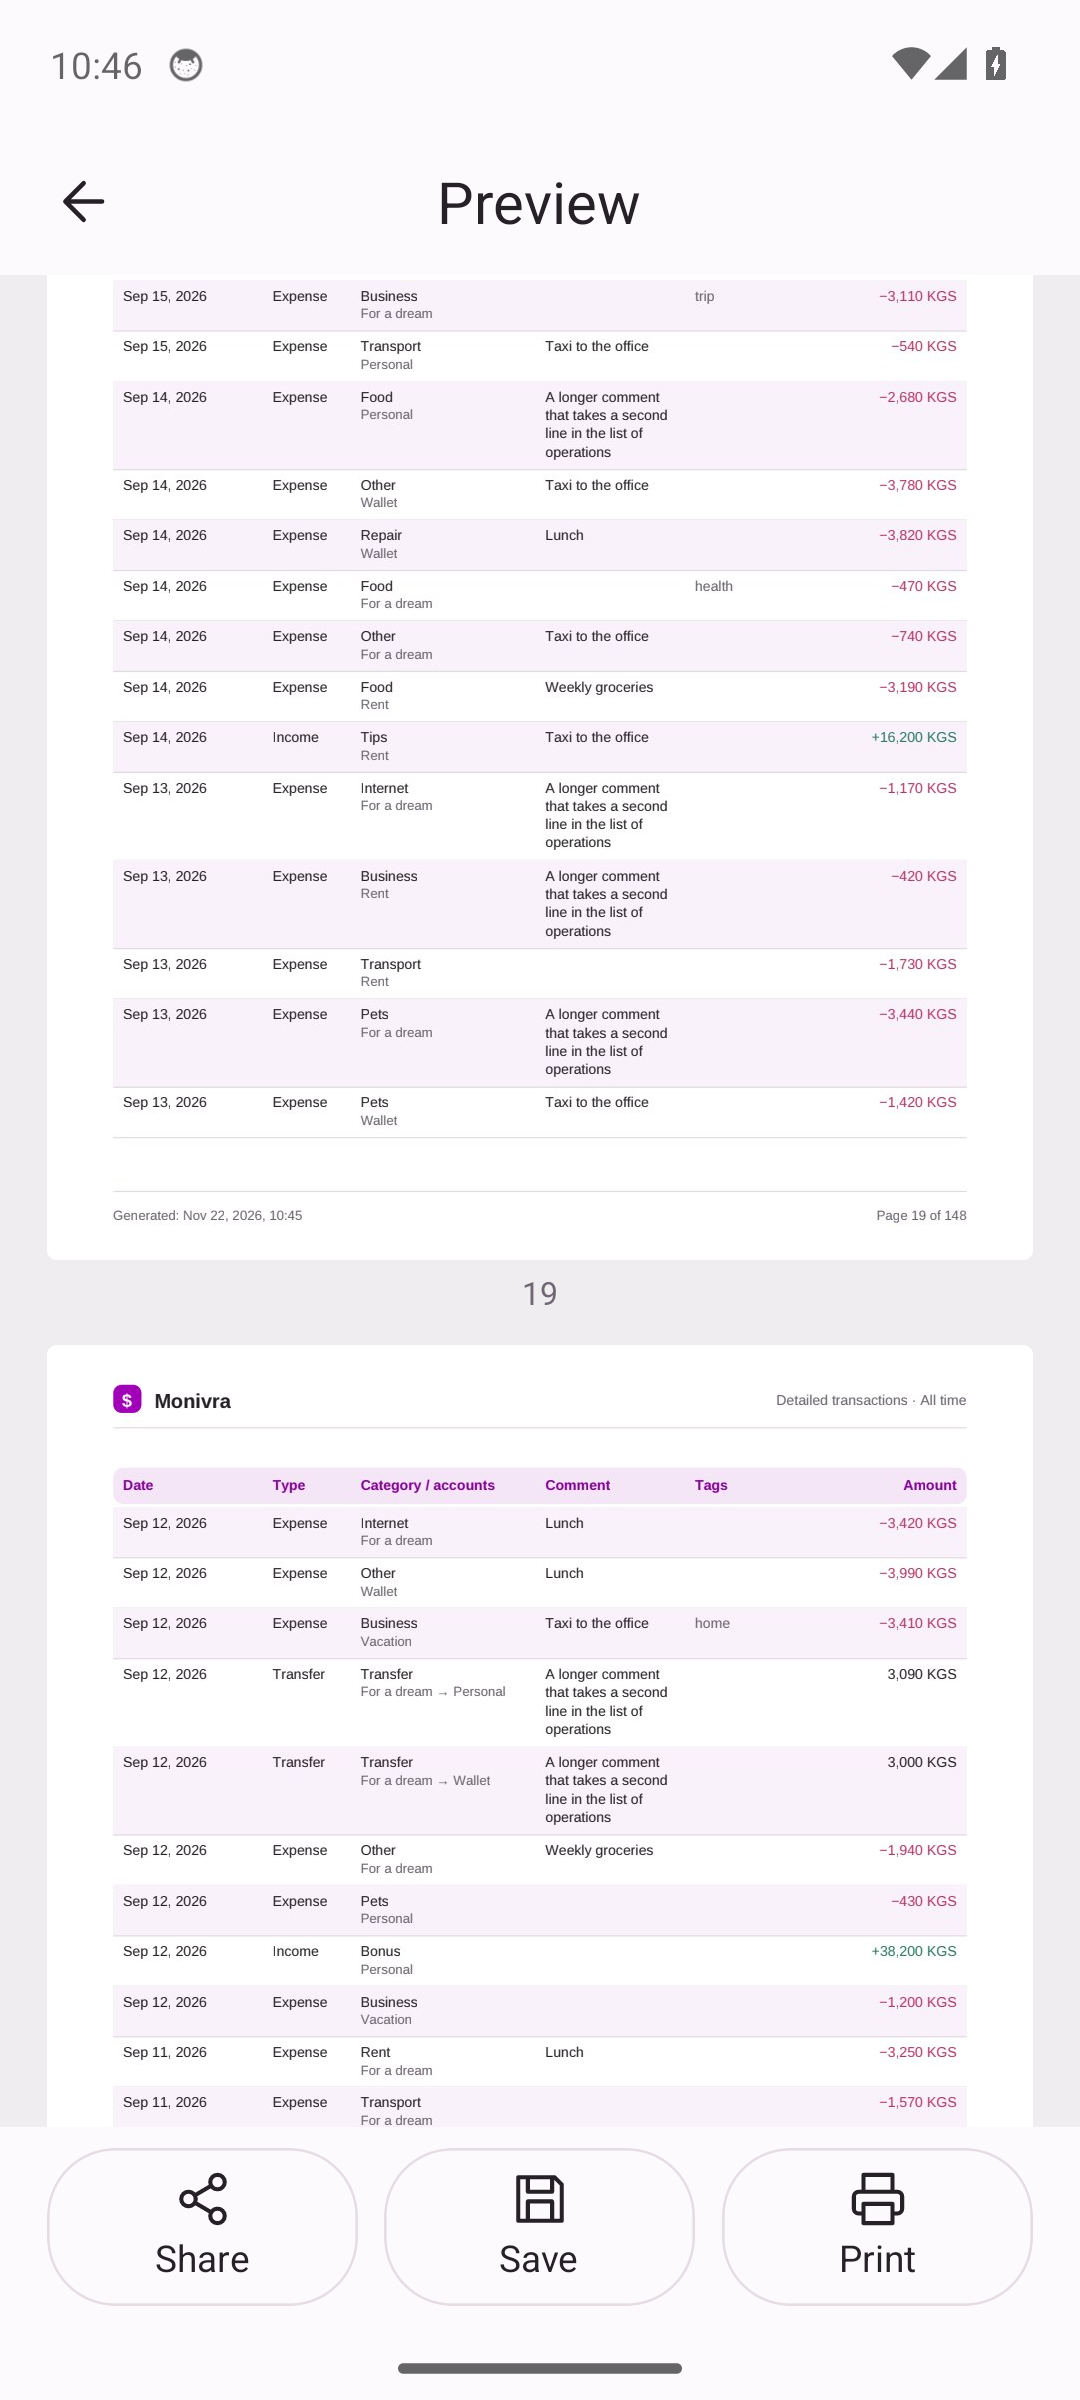 10:46
Preview
Sep 15, 2026 Expense Business trip −3,110 KGS
For a dream
Sep 15, 2026 Expense Transport Taxi to the office −540 KGS
Personal
Sep 14, 2026 Expense Food A longer comment −2,680 KGS
Personal that takes a second
line in the list of
operations
Sep 14, 2026 Expense Other Taxi to the office −3,780 KGS
Wallet
Sep 14, 2026 Expense Repair Lunch −3,820 KGS
Wallet
Sep 14, 2026 Expense Food health −470 KGS
For a dream
Sep 14, 2026 Expense Other Taxi to the office −740 KGS
For a dream
Sep 14, 2026 Expense Food Weekly groceries −3,190 KGS
Rent
Sep 14, 2026 Income Tips Taxi to the office +16,200 KGS
Rent
Sep 13, 2026 Expense Internet A longer comment −1,170 KGS
For a dream that takes a second
line in the list of
operations
Sep 13, 2026 Expense Business A longer comment −420 KGS
Rent that takes a second
line in the list of
operations
Sep 13, 2026 Expense Transport −1,730 KGS
Rent
Sep 13, 2026 Expense Pets A longer comment −3,440 KGS
For a dream that takes a second
line in the list of
operations
Sep 13, 2026 Expense Pets Taxi to the office −1,420 KGS
Wallet
Generated: Nov 22, 2026, 10:45 Page 19 of 148
19
$ Monivra Detailed transactions · All time
Date Type Category / accounts Comment Tags Amount
Sep 12, 2026 Expense Internet Lunch −3,420 KGS
For a dream
Sep 12, 2026 Expense Other Lunch −3,990 KGS
Wallet
Sep 12, 2026 Expense Business Taxi to the office home −3,410 KGS
Vacation
Sep 12, 2026 Transfer Transfer A longer comment 3,090 KGS
For a dream → Personal that takes a second
line in the list of
operations
Sep 12, 2026 Transfer Transfer A longer comment 3,000 KGS
For a dream → Wallet that takes a second
line in the list of
operations
Sep 12, 2026 Expense Other Weekly groceries −1,940 KGS
For a dream
Sep 12, 2026 Expense Pets −430 KGS
Personal
Sep 12, 2026 Income Bonus +38,200 KGS
Personal
Sep 12, 2026 Expense Business −1,200 KGS
Vacation
Sep 11, 2026 Expense Rent Lunch −3,250 KGS
For a dream
Sep 11, 2026 Expense Transport −1,570 KGS
For a dream
Share Save Print